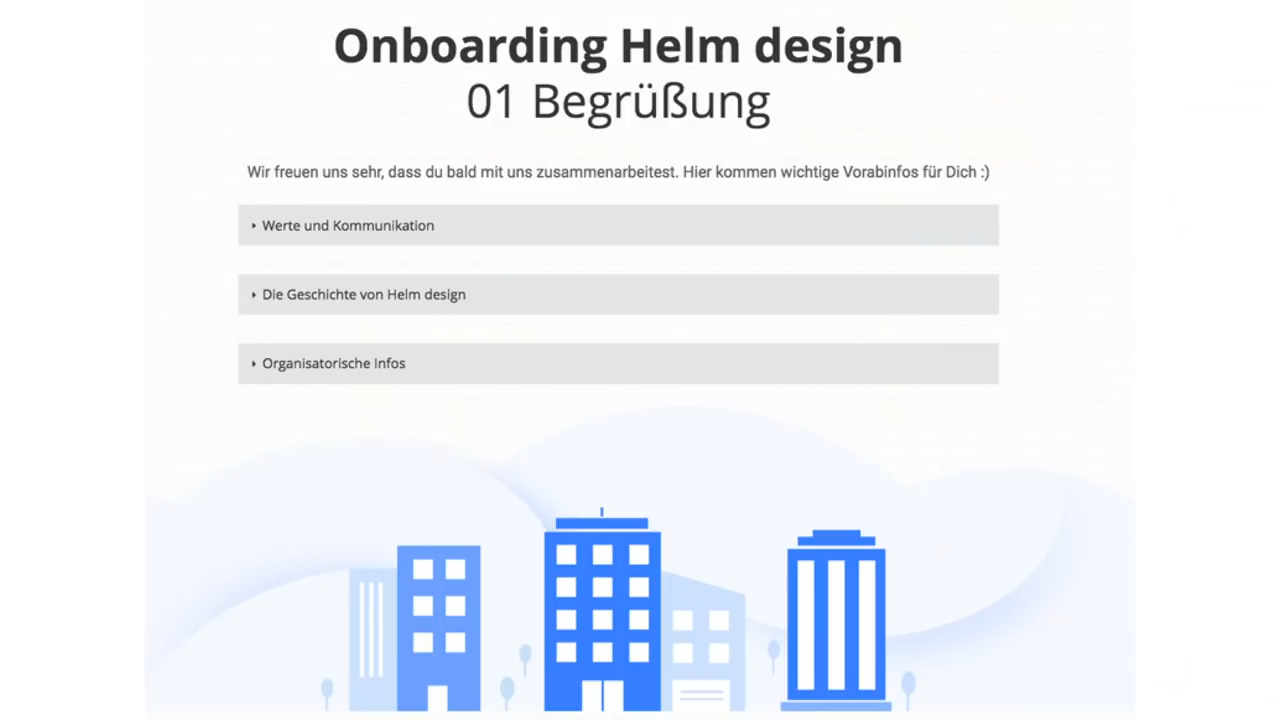 Onboarding Helm design
01 Begrüßung
Wir freuen uns sehr, dass du bald mit uns zusammenarbeitest. Hier kommen wichtige Vorabinfos für Dich :)
Werte und Kommunikation
Die Geschichte von Helm design
Organisatorische Infos